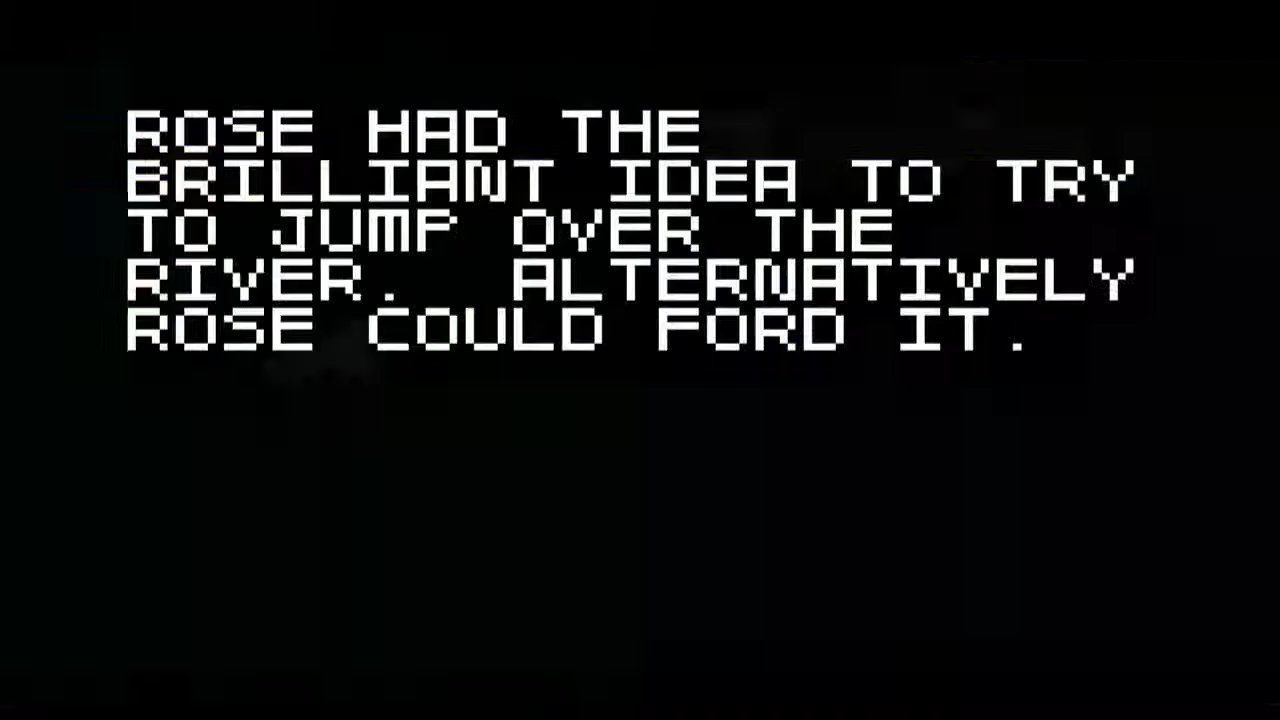 ROSE HAD THE
BRILLIANT IDEA TO TRY
TO JUMP OVER THE
RIVER.  ALTERNATIVELY
ROSE COULD FORD IT.